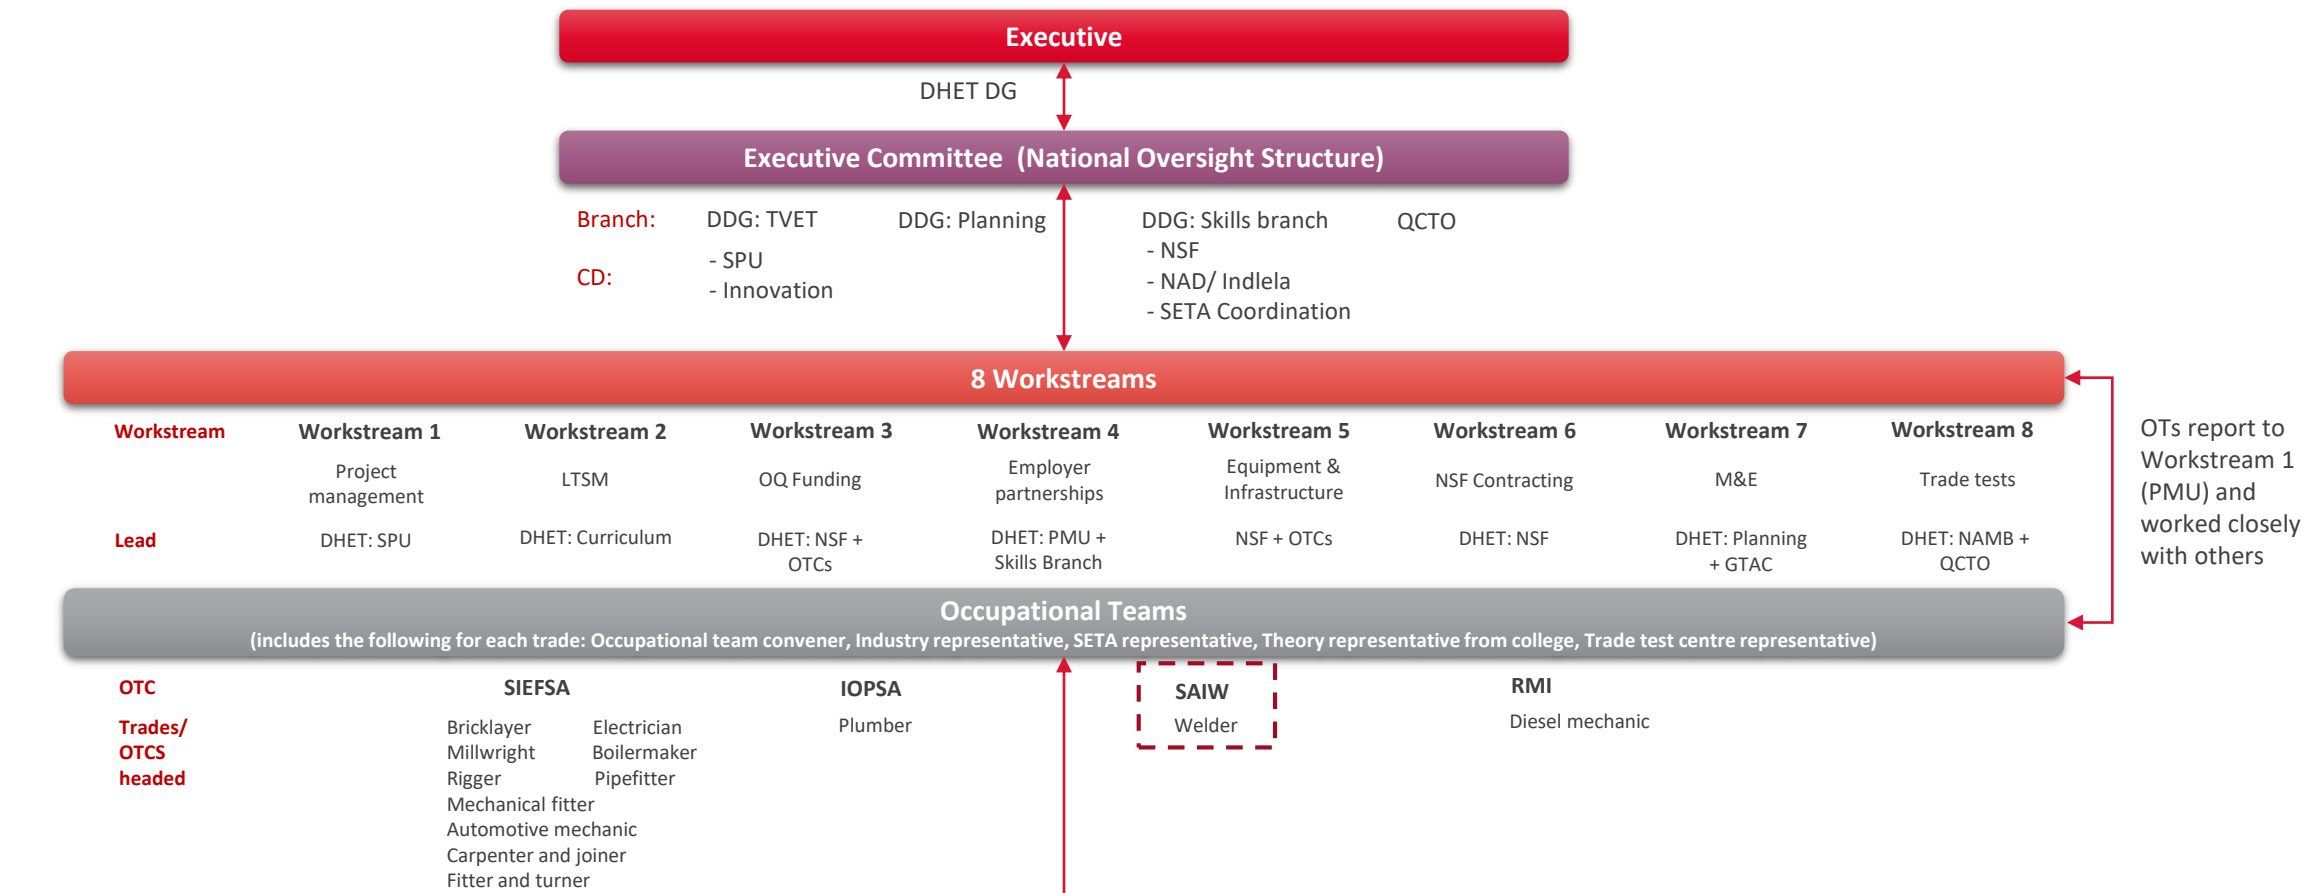 Executive
DHET DG
Executive Committee (National Oversight Structure)
Branch: DDG: TVET DDG: Planning DDG: Skills branch QCTO
CD:
- SPU
- Innovation
- NSF
- NAD/ Indlela
- SETA Coordination
8 Workstreams
Workstream Workstream 1 Workstream 2 Workstream 3 Workstream 4 Workstream 5 Workstream 6 Workstream 7 Workstream 8
Project
management
LTSM
OQ Funding
Employer
partnerships
Equipment &
Infrastructure
NSF Contracting
M&E
Trade tests
Lead
DHET: SPU
DHET: Curriculum
DHET: NSF +
OTCs
DHET: PMU +
Skills Branch
NSF + OTCs
DHET: NSF
DHET: Planning
+ GTAC
DHET: NAMB +
QCTO
OTs report to
Workstream 1
(PMU) and
worked closely
with others
Occupational Teams
(includes the following for each trade: Occupational team convener, Industry representative, SETA representative, Theory representative from college, Trade test centre representative)
OTC SIEFSA IOPSA SAIW RMI
Trades/
OTCS
headed
Bricklayer Electrician
Millwright Boilermaker
Rigger Pipefitter
Mechanical fitter
Automotive mechanic
Carpenter and joiner
Fitter and turner
Plumber
Welder
Diesel mechanic